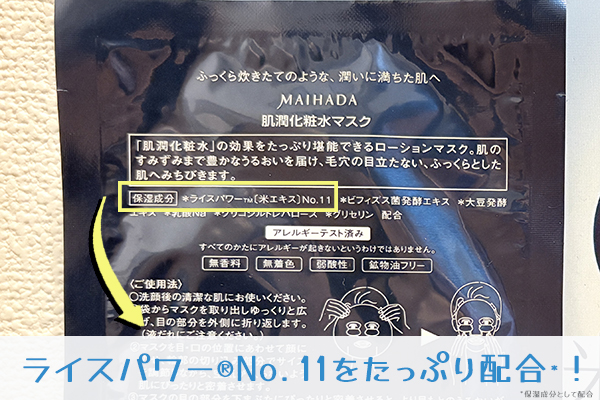 ふっくら炊きたてのような、潤いに満ちた肌へ
MAIHADA
肌潤化粧水マスク
「肌潤化粧水」の効果をたっぷり堪能できるローションマスク。肌の
すみずみまで豊かなうるおいを届け、毛穴の目立たない、ふっくらとした
肌へみちびきます。
保湿成分 *ライスパワー™[米エキス]No.11 *ビフィズス菌発酵エキス *大豆発酵
エキス *乳酸Na *グリコシルトレハロース *グリセリン 配合
アレルギーテスト済み
すべてのかたにアレルギーが起きないというわけではありません。
無香料 無着色 弱酸性 鉱物油フリー
〈ご使用法〉
○洗顔後の清潔な肌にお使いください。
袋からマスクを取り出しゆっくりと広
げ、目の部分を外側に折り返します。
(液だれにご注意ください)
ライスパワー®No.11をたっぷり配合*!
*保湿成分として配合